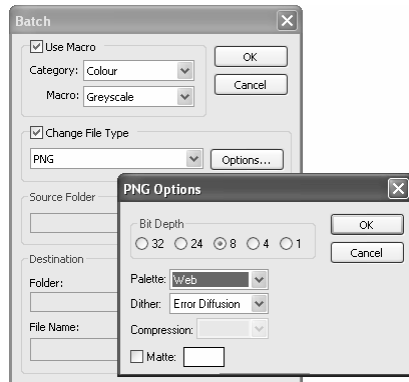 Batch
Use Macro
Category: Colour
Macro: Greyscale
OK
Cancel
Change File Type
PNG
Options...
Source Folder
Destination
Folder:
File Name:
PNG Options
Bit Depth
32 24 8 4 1
Palette: Web
Dither: Error Diffusion
Compression:
Matte:
OK
Cancel